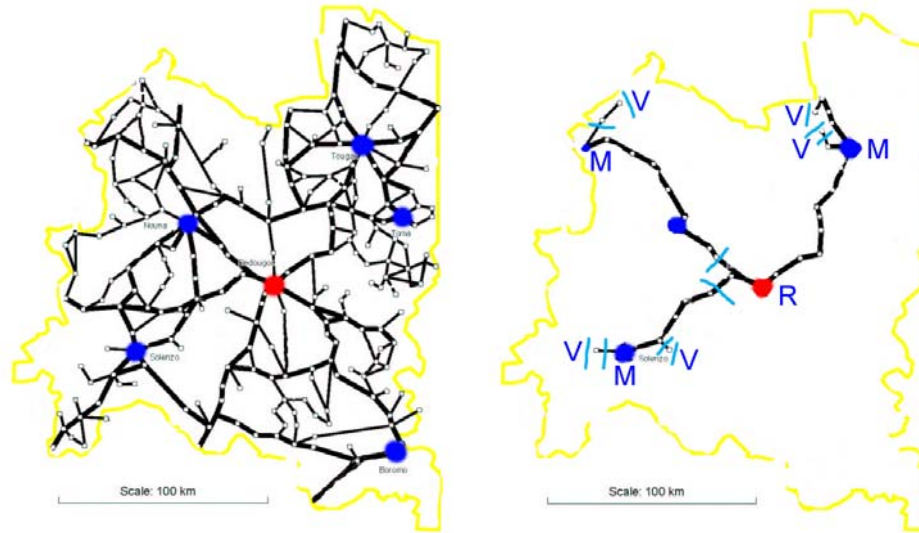 Tougan
Toma
Nouna
Dedougou
Solenzo
Boromo
Scale: 100 km
V
V
V
M
M
R
V
V
M
Solenzo
Scale: 100 km